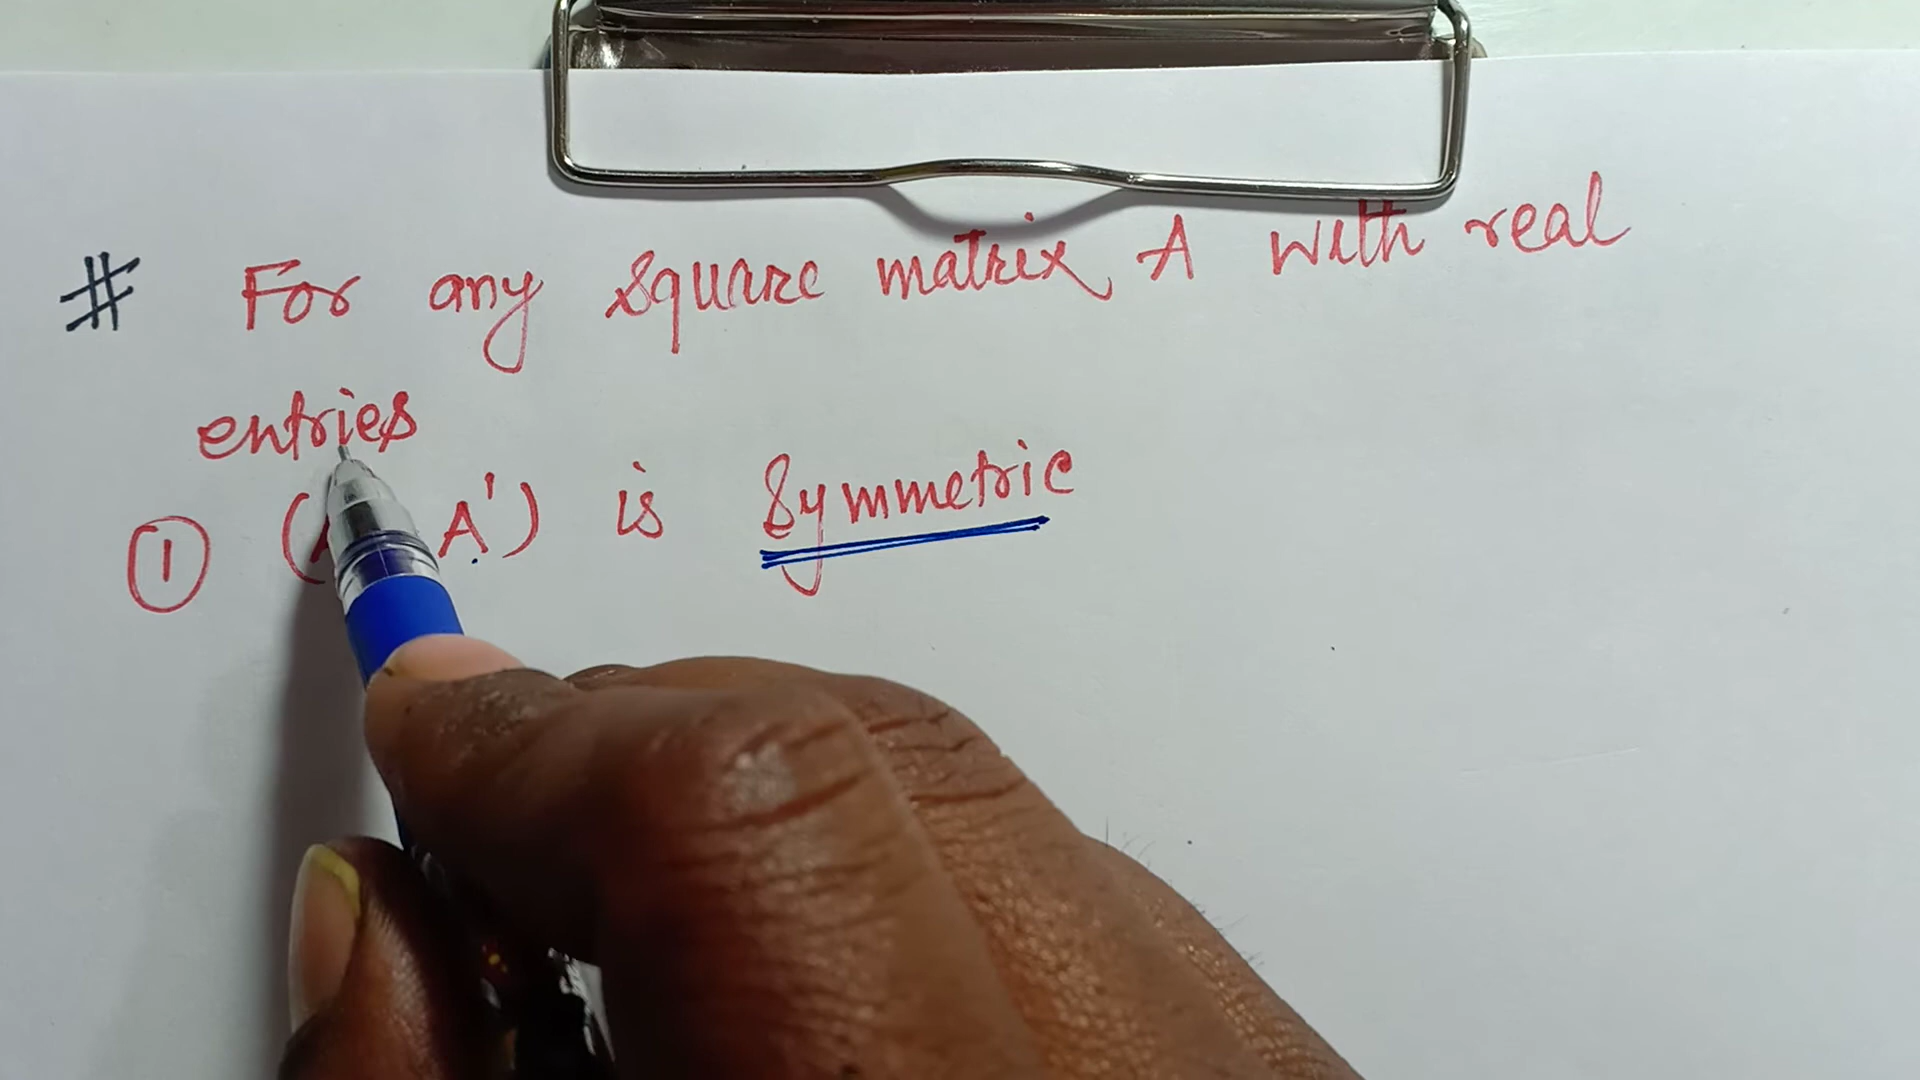 # For any square matrix A with real
entries
① ( A') is Symmetric